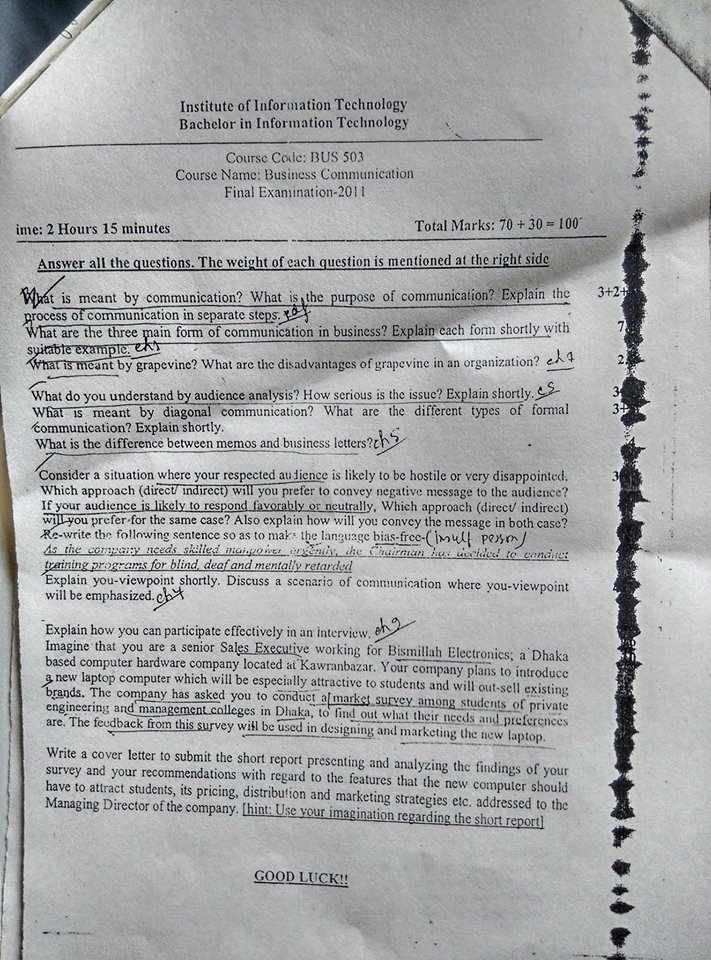 Institute of Information Technology
Bachelor in Information Technology
Course Code: BUS 503
Course Name: Business Communication
Final Examination-2011
ime: 2 Hours 15 minutes Total Marks: 70 + 30 = 100
Answer all the questions. The weight of each question is mentioned at the right side
What is meant by communication? What is the purpose of communication? Explain the 3+2+
process of communication in separate steps.
What are the three main form of communication in business? Explain each form shortly with 7
suitable example. ch1
What is meant by grapevine? What are the disadvantages of grapevine in an organization? ch1 2
What do you understand by audience analysis? How serious is the issue? Explain shortly. 3
What is meant by diagonal communication? What are the different types of formal 3+
communication? Explain shortly.
What is the difference between memos and business letters? ch5
Consider a situation where your respected audience is likely to be hostile or very disappointed. 3
Which approach (direct/ indirect) will you prefer to convey negative message to the audience?
If your audience is likely to respond favorably or neutrally, Which approach (direct/ indirect)
will you prefer for the same case? Also explain how will you convey the message in both case?
Re-write the following sentence so as to make the language bias-free-
As the company needs skilled manpower urgently, the Chairman has decided to conduct
training programs for blind, deaf and mentally retarded
Explain you-viewpoint shortly. Discuss a scenario of communication where you-viewpoint
will be emphasized. ch4
Explain how you can participate effectively in an interview. ch9
Imagine that you are a senior Sales Executive working for Bismillah Electronics; a Dhaka
based computer hardware company located at Kawranbazar. Your company plans to introduce
a new laptop computer which will be especially attractive to students and will out-sell existing
brands. The company has asked you to conduct a market survey among students of private
engineering and management colleges in Dhaka, to find out what their needs and preferences
are. The feedback from this survey will be used in designing and marketing the new laptop.
Write a cover letter to submit the short report presenting and analyzing the findings of your
survey and your recommendations with regard to the features that the new computer should
have to attract students, its pricing, distribution and marketing strategies etc. addressed to the
Managing Director of the company. [hint: Use your imagination regarding the short report]
GOOD LUCK!!